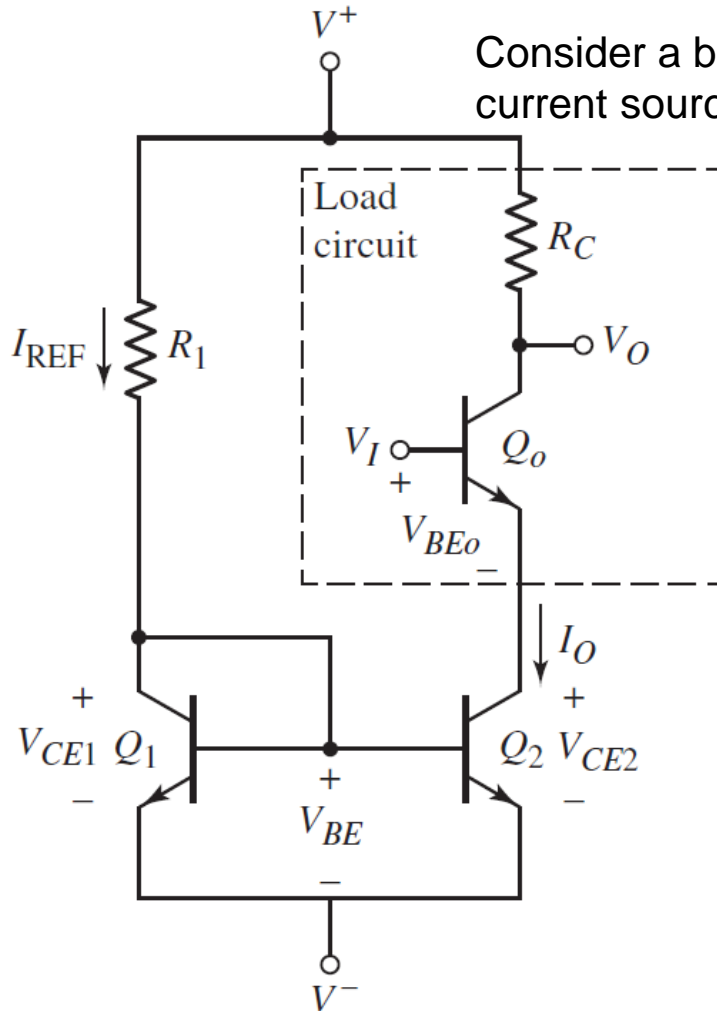 V+
Consider a b
current sourc
Load
circuit
RC
IREF
R1
VO
VI
+
Qo
VBEo
−
IO
+
VCE1
Q1
−
+
VBE
−
Q2
+
VCE2
−
V−